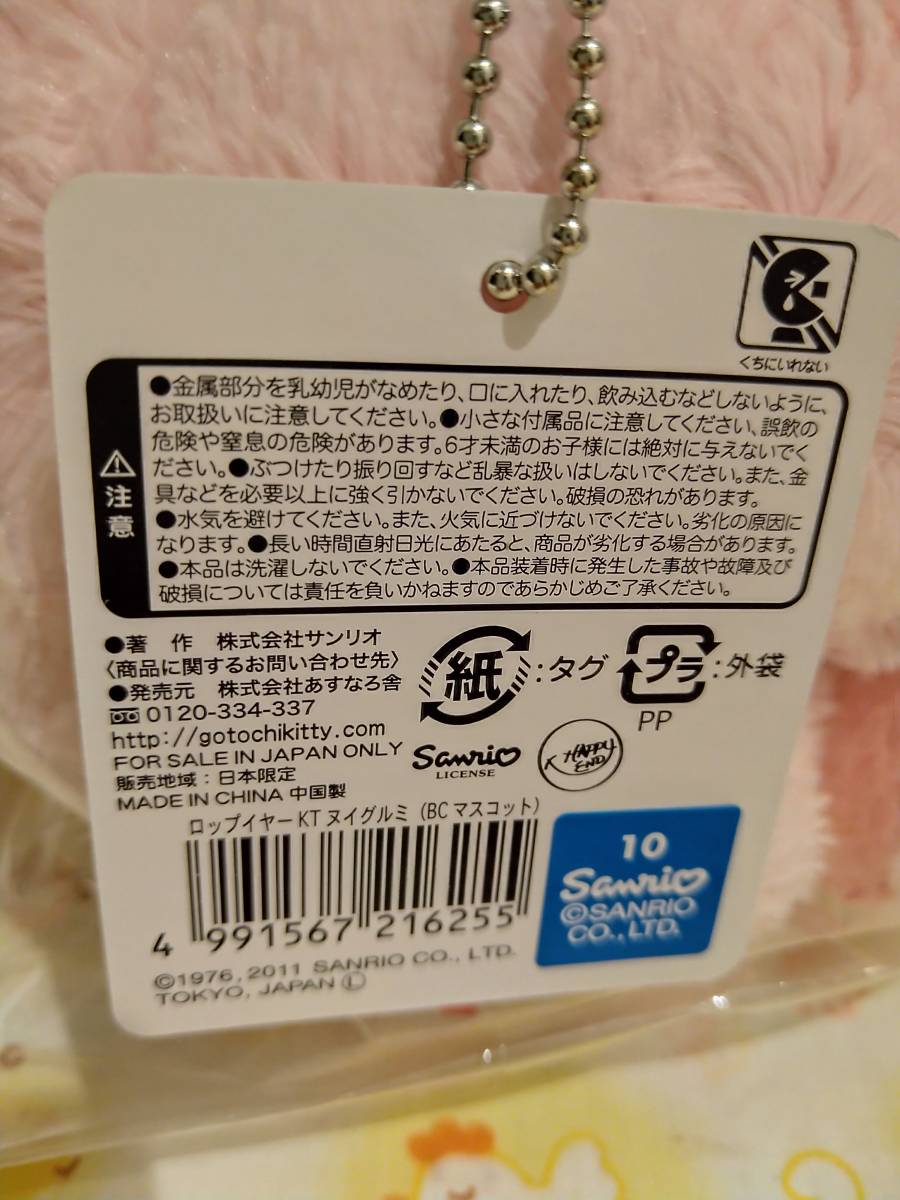 くちにいれない
注意
●金属部分を乳幼児がなめたり、口に入れたり、飲み込むなどしないように、
お取扱いに注意してください。●小さな付属品に注意してください、誤飲の
危険や窒息の危険があります。6才未満のお子様には絶対に与えないでく
ださい。●ぶつけたり振り回すなど乱暴な扱いはしないでください。また、金
具などを必要以上に強く引かないでください。破損の恐れがあります。
●水気を避けてください。また、火気に近づけないでください。劣化の原因に
なります。●長い時間直射日光にあたると、商品が劣化する場合があります。
●本品は洗濯しないでください。●本品装着時に発生した事故や故障及び
破損については責任を負いかねますのであらかじめご了承ください。
●著 作 株式会社サンリオ
〈商品に関するお問い合わせ先〉
●発売元 株式会社あすなろ舎
0120-334-337
http://gotochikitty.com
FOR SALE IN JAPAN ONLY
販売地域：日本限定
MADE IN CHINA 中国製
紙：タグ
プラ：外袋
PP
Sanrio
LICENSE
HAPPY
END
ロップイヤーKT ヌイグルミ（BC マスコット）
4 991567 216255
10
Sanrio
©SANRIO
CO., LTD.
©1976, 2011 SANRIO CO., LTD.
TOKYO, JAPAN Ⓛ